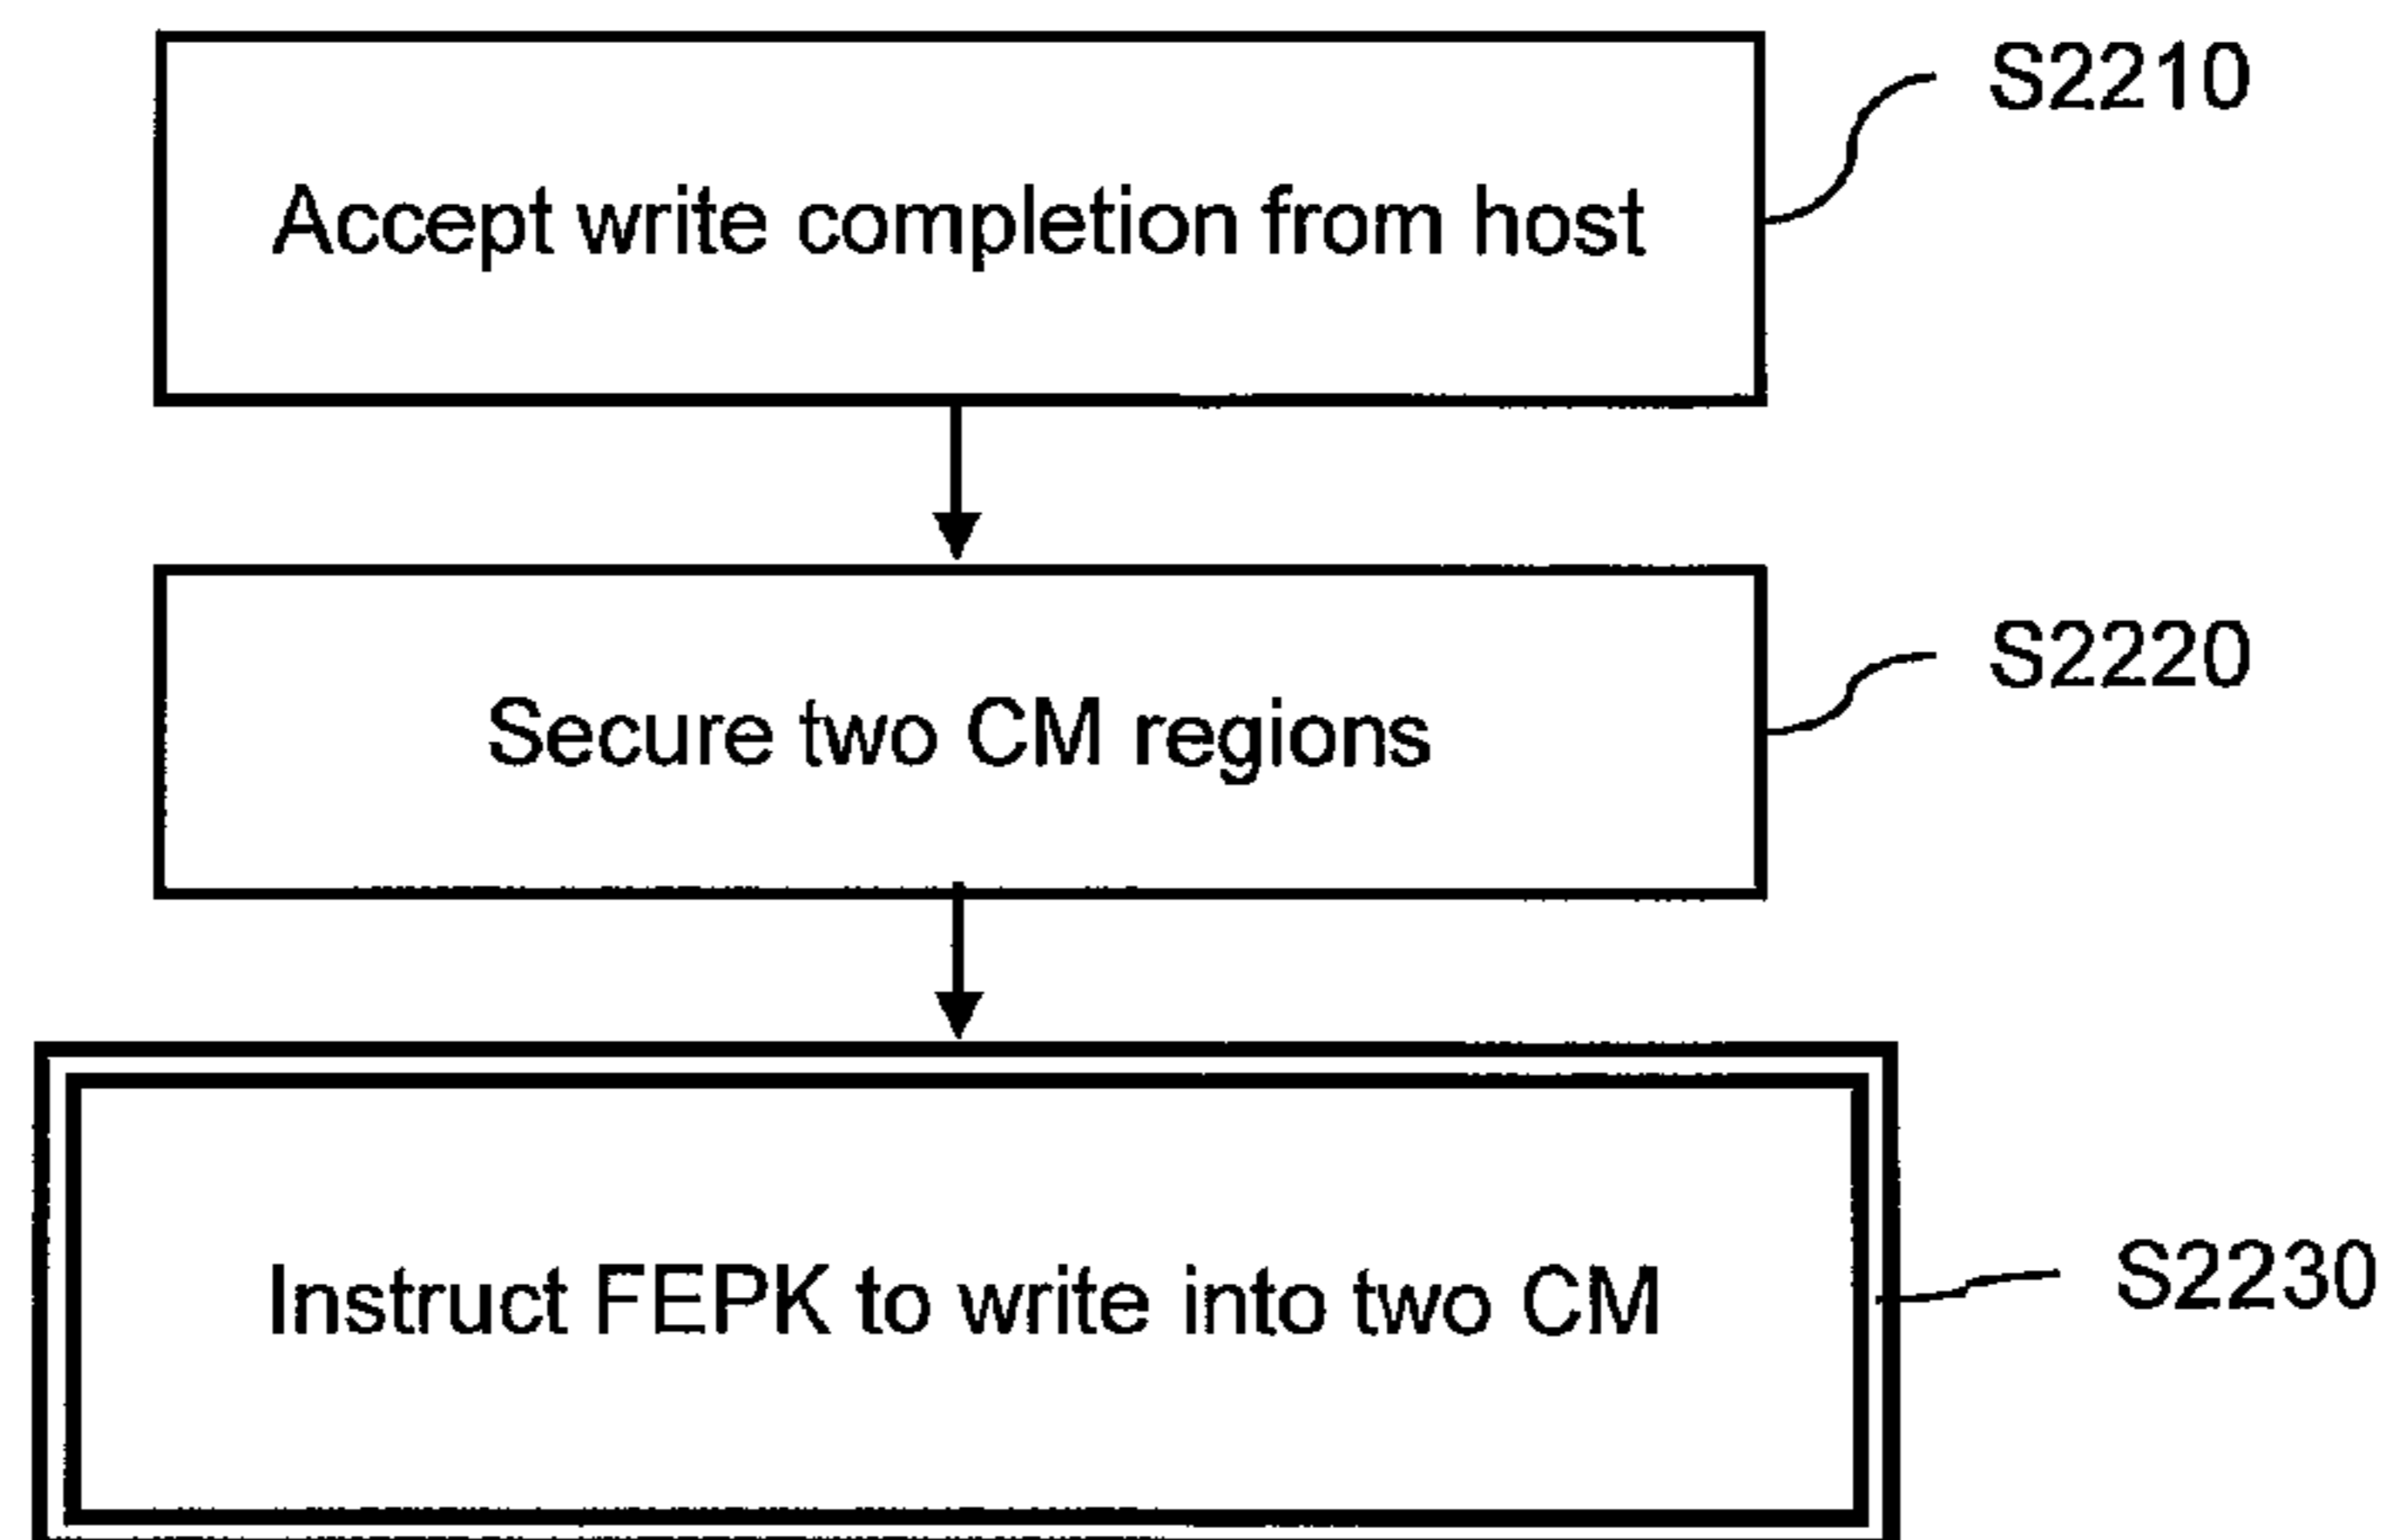 Accept write completion from host
S2210
Secure two CM regions
S2220
Instruct FEPK to write into two CM
S2230